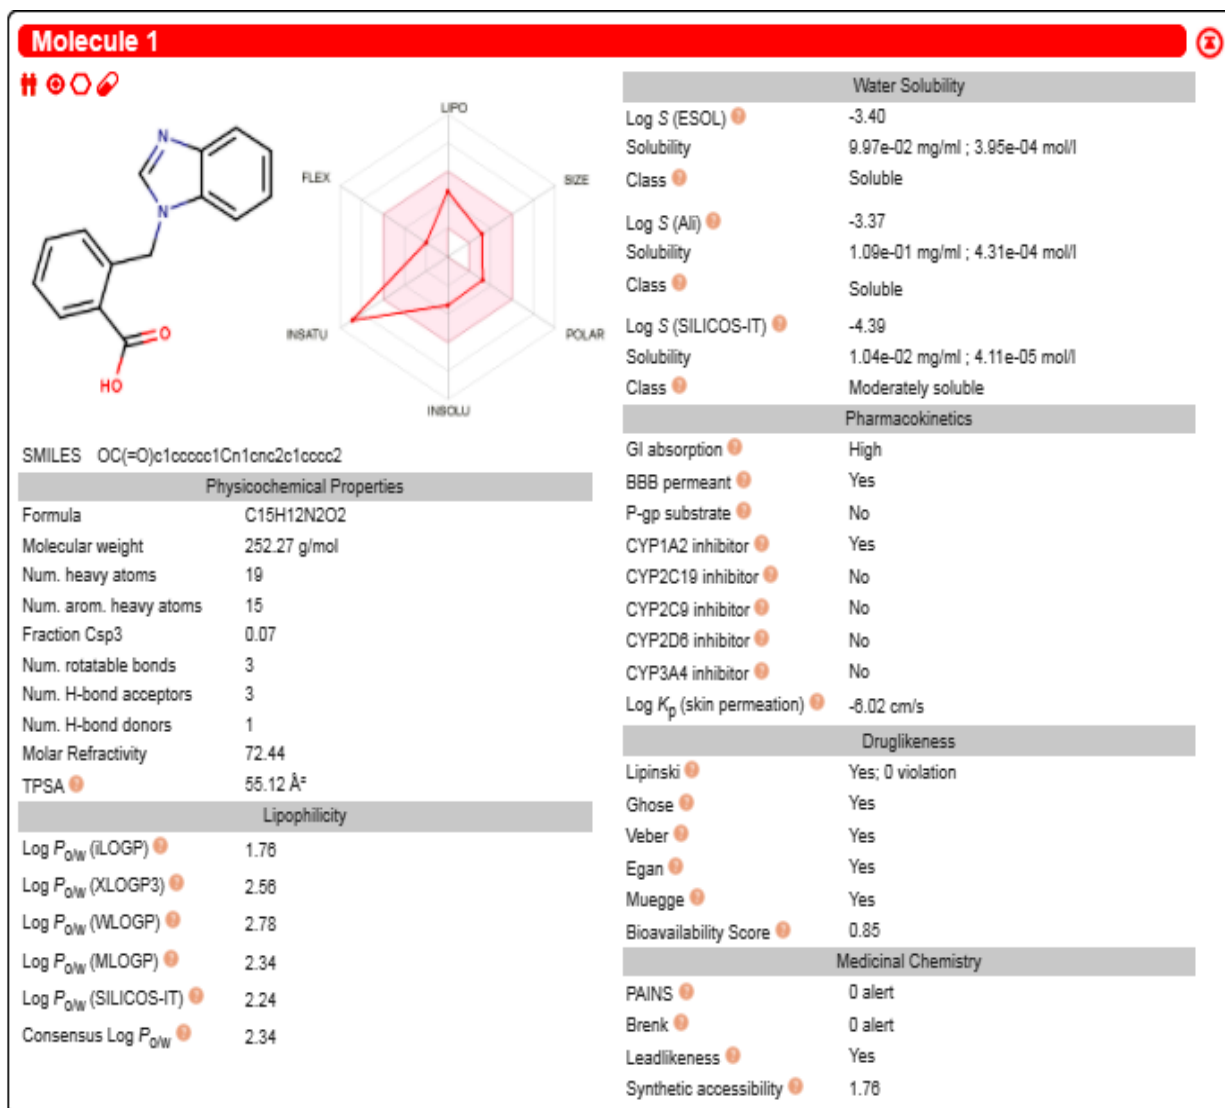 Molecule 1
N
N
O
HO
LIPO
FLEX
SIZE
INSATU
POLAR
INSOLU
SMILES OC(=O)c1ccccc1Cn1cnc2c1cccc2
Physicochemical Properties
Formula C15H12N2O2
Molecular weight 252.27 g/mol
Num. heavy atoms 19
Num. arom. heavy atoms 15
Fraction Csp3 0.07
Num. rotatable bonds 3
Num. H-bond acceptors 3
Num. H-bond donors 1
Molar Refractivity 72.44
TPSA ? 55.12 Å²
Lipophilicity
Log Po/w (iLOGP) ? 1.76
Log Po/w (XLOGP3) ? 2.56
Log Po/w (WLOGP) ? 2.78
Log Po/w (MLOGP) ? 2.34
Log Po/w (SILICOS-IT) ? 2.24
Consensus Log Po/w ? 2.34
Water Solubility
Log S (ESOL) ? -3.40
Solubility 9.97e-02 mg/ml ; 3.95e-04 mol/l
Class ? Soluble
Log S (Ali) ? -3.37
Solubility 1.09e-01 mg/ml ; 4.31e-04 mol/l
Class ? Soluble
Log S (SILICOS-IT) ? -4.39
Solubility 1.04e-02 mg/ml ; 4.11e-05 mol/l
Class ? Moderately soluble
Pharmacokinetics
GI absorption ? High
BBB permeant ? Yes
P-gp substrate ? No
CYP1A2 inhibitor ? Yes
CYP2C19 inhibitor ? No
CYP2C9 inhibitor ? No
CYP2D6 inhibitor ? No
CYP3A4 inhibitor ? No
Log Kp (skin permeation) ? -6.02 cm/s
Druglikeness
Lipinski ? Yes; 0 violation
Ghose ? Yes
Veber ? Yes
Egan ? Yes
Muegge ? Yes
Bioavailability Score ? 0.85
Medicinal Chemistry
PAINS ? 0 alert
Brenk ? 0 alert
Leadlikeness ? Yes
Synthetic accessibility ? 1.76